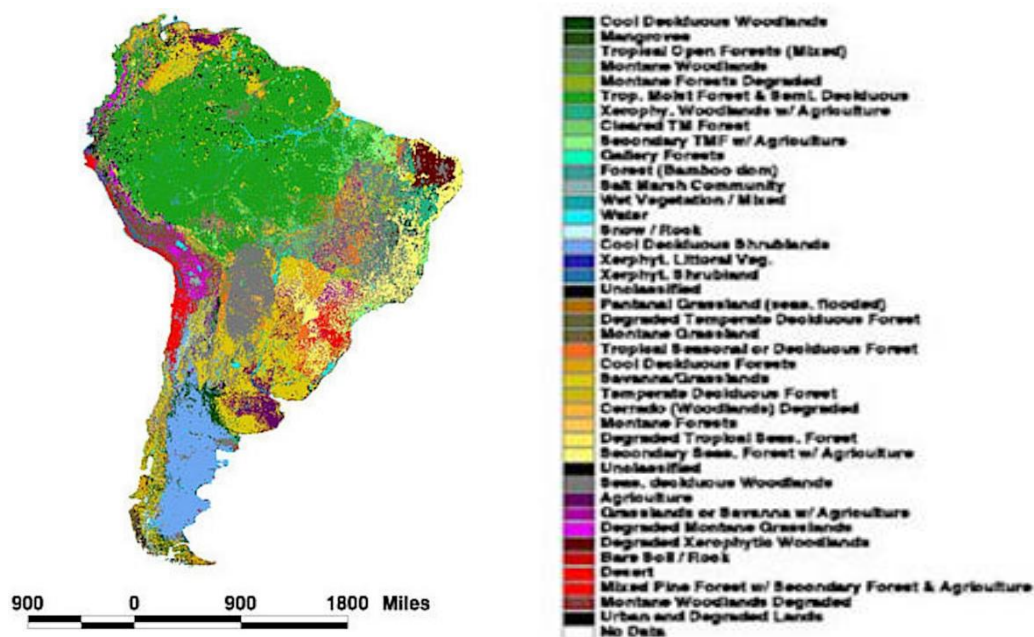 900 0 900 1800 Miles
Cool Deciduous Woodlands
Mangroves
Tropical Open Forests (Mixed)
Montane Woodlands
Montane Forests Degraded
Trop. Moist Forest & Semi. Deciduous
Xerophy. Woodlands w/ Agriculture
Cleared TM Forest
Secondary TMF w/ Agriculture
Gallery Forests
Forest (Bamboo dom)
Salt Marsh Community
Wet Vegetation / Mixed
Water
Snow / Rock
Cool Deciduous Shrublands
Xerphyt. Littoral Veg.
Xerphyt. Shrubland
Unclassified
Pantanal Grassland (seas. flooded)
Degraded Temperate Deciduous Forest
Montane Grassland
Tropical Seasonal or Deciduous Forest
Cool Deciduous Forests
Savanna/Grasslands
Temperate Deciduous Forest
Cerrado (Woodlands) Degraded
Montane Forests
Degraded Tropical Seas. Forest
Secondary Seas. Forest w/ Agriculture
Unclassified
Seas. deciduous Woodlands
Agriculture
Grasslands or Savanna w/ Agriculture
Degraded Montane Grasslands
Degraded Xerophytic Woodlands
Bare Soil / Rock
Desert
Mixed Pine Forest w/ Secondary Forest & Agriculture
Montane Woodlands Degraded
Urban and Degraded Lands
No Data